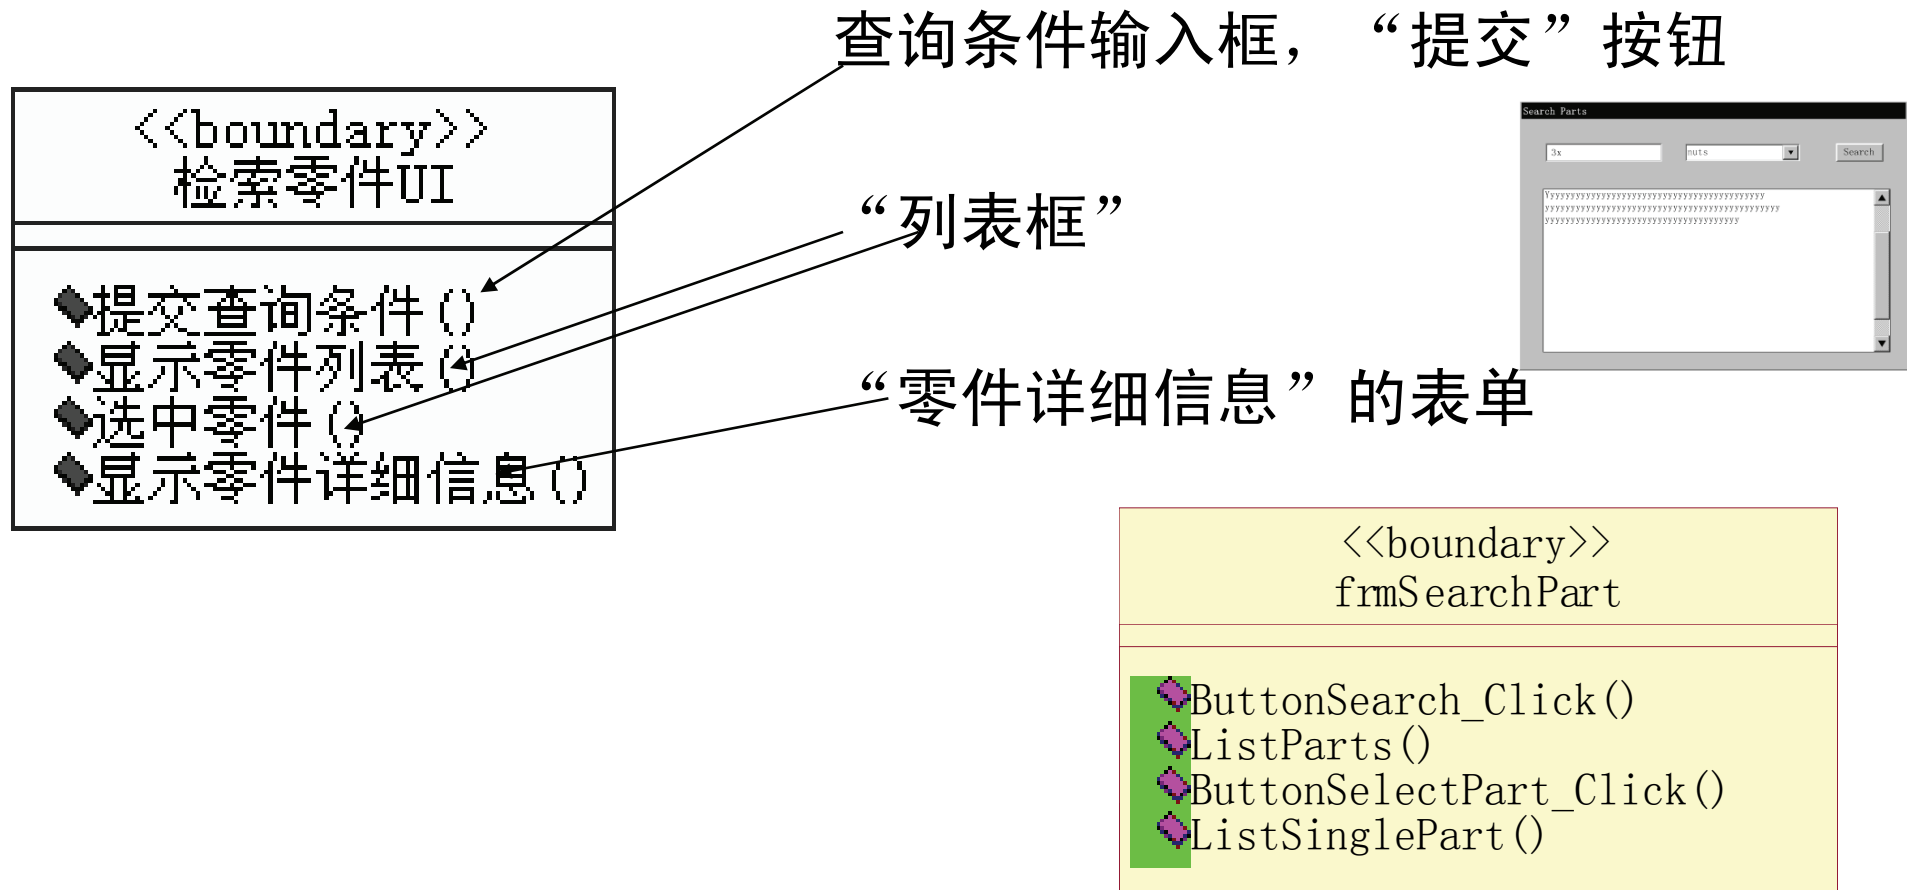 查询条件输入框，“提交”按钮
<<boundary>>
检索零件UI
提交查询条件()
显示零件列表()
选中零件()
显示零件详细信息()
“列表框”
“零件详细信息”的表单
Search Parts
3x
nuts
Search
<<boundary>>
frmSearchPart
ButtonSearch_Click()
ListParts()
ButtonSelectPart_Click()
ListSinglePart()